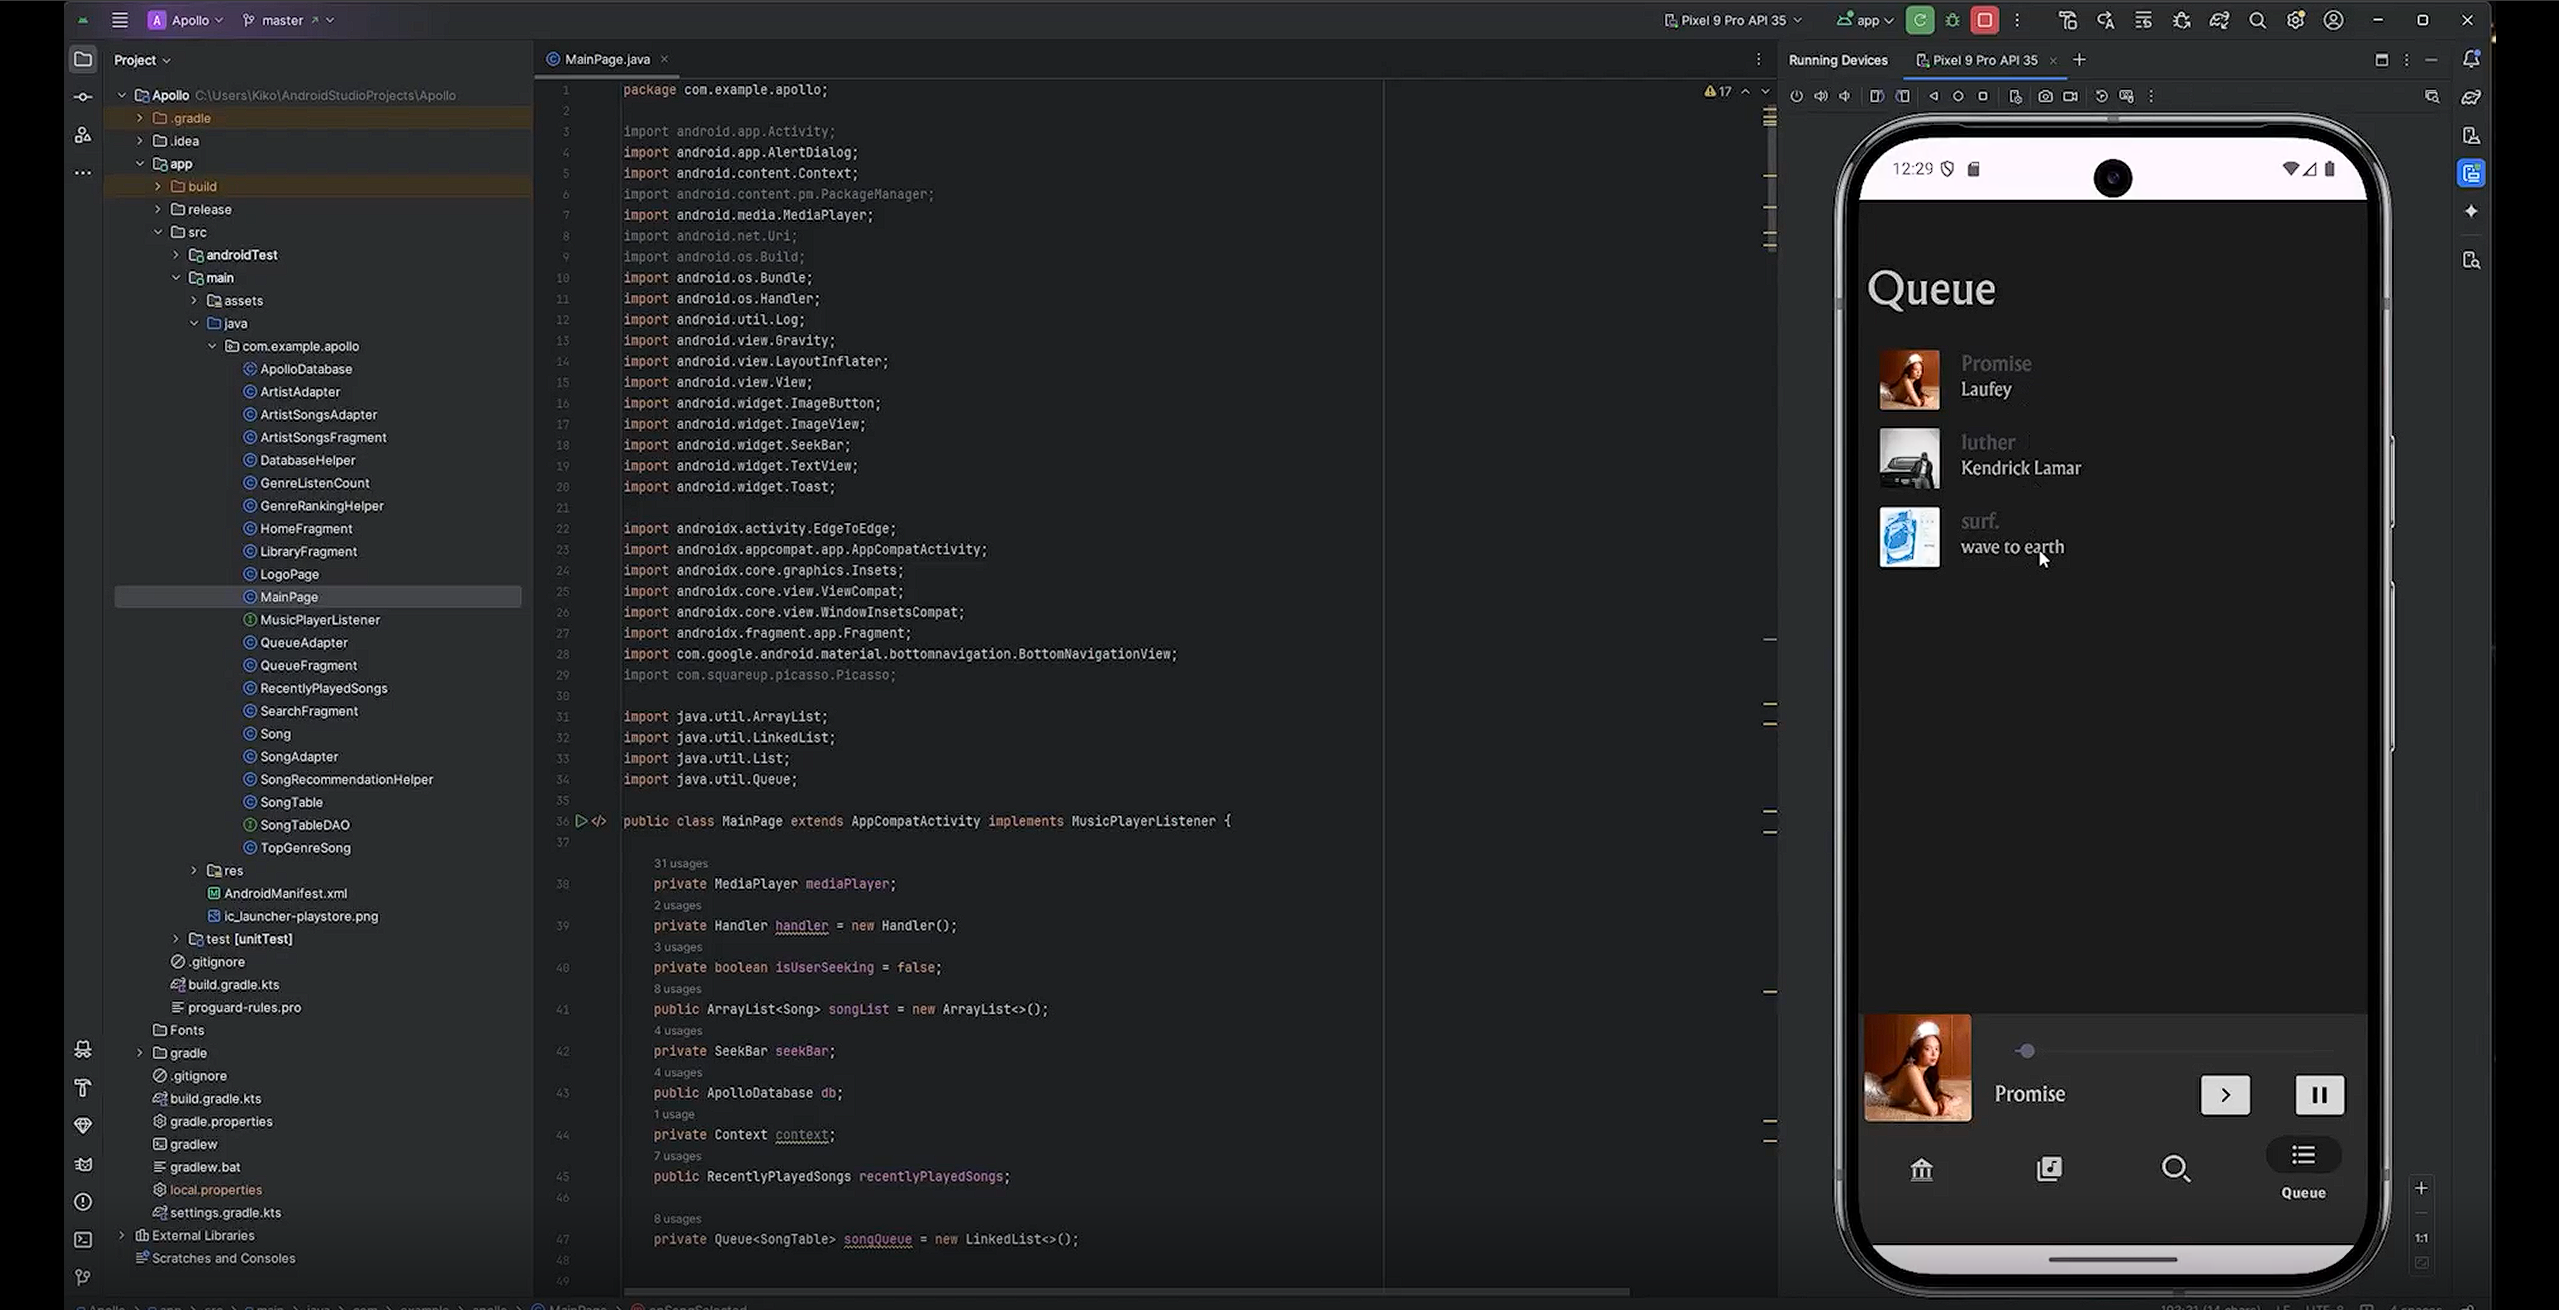 A Apollo master Pixel 9 Pro API 35 app
Project
Apollo C:\Users\Kiko\AndroidStudioProjects\Apollo
.gradle
.idea
app
build
release
src
androidTest
main
assets
java
com.example.apollo
ApolloDatabase
ArtistAdapter
ArtistSongsAdapter
ArtistSongsFragment
DatabaseHelper
GenreListenCount
GenreRankingHelper
HomeFragment
LibraryFragment
LogoPage
MainPage
MusicPlayerListener
QueueAdapter
QueueFragment
RecentlyPlayedSongs
SearchFragment
Song
SongAdapter
SongRecommendationHelper
SongTable
SongTableDAO
TopGenreSong
res
AndroidManifest.xml
ic_launcher-playstore.png
test [unitTest]
.gitignore
build.gradle.kts
proguard-rules.pro
Fonts
gradle
.gitignore
build.gradle.kts
gradle.properties
gradlew
gradlew.bat
local.properties
settings.gradle.kts
External Libraries
Scratches and Consoles
MainPage.java
17
1 package com.example.apollo;
2
3 import android.app.Activity;
4 import android.app.AlertDialog;
5 import android.content.Context;
6 import android.content.pm.PackageManager;
7 import android.media.MediaPlayer;
8 import android.net.Uri;
9 import android.os.Build;
10 import android.os.Bundle;
11 import android.os.Handler;
12 import android.util.Log;
13 import android.view.Gravity;
14 import android.view.LayoutInflater;
15 import android.view.View;
16 import android.widget.ImageButton;
17 import android.widget.ImageView;
18 import android.widget.SeekBar;
19 import android.widget.TextView;
20 import android.widget.Toast;
21
22 import androidx.activity.EdgeToEdge;
23 import androidx.appcompat.app.AppCompatActivity;
24 import androidx.core.graphics.Insets;
25 import androidx.core.view.ViewCompat;
26 import androidx.core.view.WindowInsetsCompat;
27 import androidx.fragment.app.Fragment;
28 import com.google.android.material.bottomnavigation.BottomNavigationView;
29 import com.squareup.picasso.Picasso;
30
31 import java.util.ArrayList;
32 import java.util.LinkedList;
33 import java.util.List;
34 import java.util.Queue;
35
36 public class MainPage extends AppCompatActivity implements MusicPlayerListener {
37
31 usages
38 private MediaPlayer mediaPlayer;
2 usages
39 private Handler handler = new Handler();
3 usages
40 private boolean isUserSeeking = false;
8 usages
41 public ArrayList<Song> songList = new ArrayList<>();
4 usages
42 private SeekBar seekBar;
4 usages
43 public ApolloDatabase db;
1 usage
44 private Context context;
7 usages
45 public RecentlyPlayedSongs recentlyPlayedSongs;
46
8 usages
47 private Queue<SongTable> songQueue = new LinkedList<>();
48
49
Running Devices Pixel 9 Pro API 35
12:29
Queue
Promise
Laufey
luther
Kendrick Lamar
surf.
wave to earth
Promise
Queue
1:1